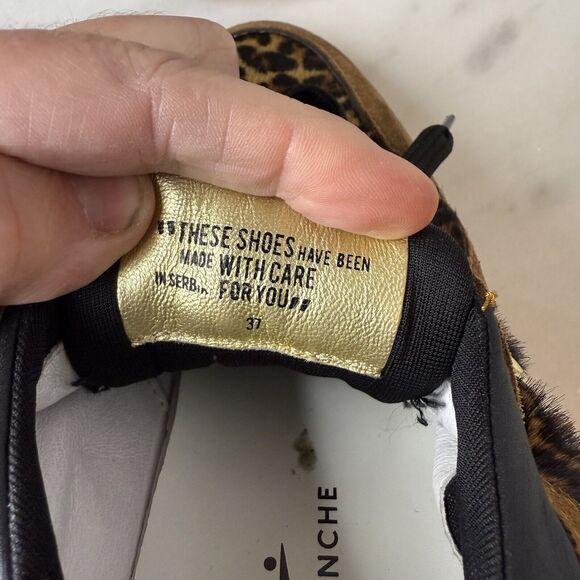 "THESE SHOES HAVE BEEN
MADE WITH CARE
IN SERBIA FOR YOU"
37
NCHE